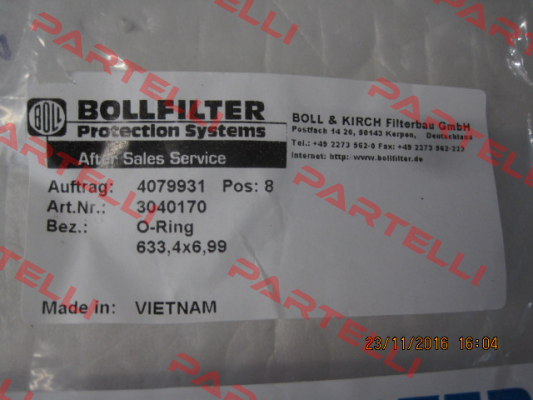 BOLL
BOLLFILTER
Protection Systems
After Sales Service
BOLL & KIRCH Filterbau GmbH
Postfach 14 20, 50143 Kerpen, Deutschland
Tel.: +49 2273 562-0 Fax: +49 2273 562-223
Internet: http: www.bollfilter.de
Auftrag: 4079931 Pos: 8
Art.Nr.: 3040170
Bez.: O-Ring
633,4x6,99
Made in: VIETNAM
23/11/2016 16:04
PARTELLI
PARTELLI
PARTELLI
PARTELLI
PARTELLI